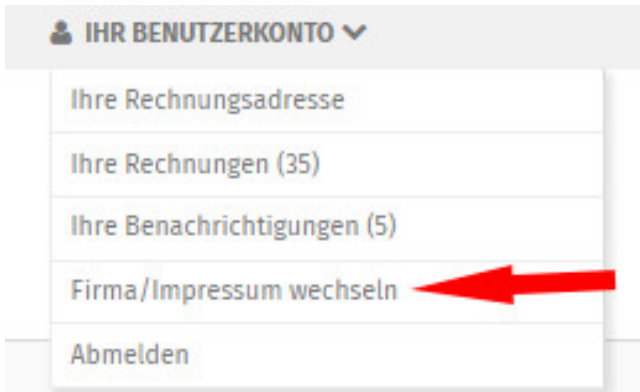 IHR BENUTZERKONTO
Ihre Rechnungsadresse
Ihre Rechnungen (35)
Ihre Benachrichtigungen (5)
Firma/Impressum wechseln
Abmelden